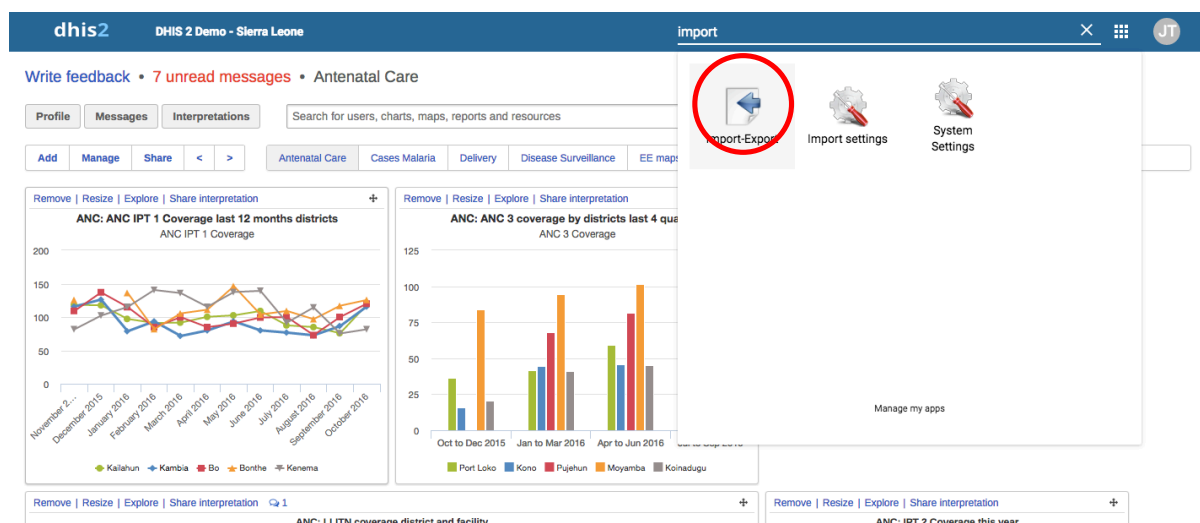 dhis2 DHIS 2 Demo - Sierra Leone import JT
Write feedback • 7 unread messages • Antenatal Care
Profile Messages Interpretations Search for users, charts, maps, reports and resources
Import-Export Import settings System
Settings
Add Manage Share < > Antenatal Care Cases Malaria Delivery Disease Surveillance EE maps
Remove | Resize | Explore | Share interpretation
ANC: ANC IPT 1 Coverage last 12 months districts
ANC IPT 1 Coverage
200
150
100
50
0
November 2... December 2015 January 2016 February 2016 March 2016 April 2016 May 2016 June 2016 July 2016 August 2016 September 2016 October 2016
Kailahun Kambia Bo Bonthe Kenema
Remove | Resize | Explore | Share interpretation
ANC: ANC 3 coverage by districts last 4 qua
ANC 3 Coverage
125
100
75
50
25
0
Oct to Dec 2015 Jan to Mar 2016 Apr to Jun 2016
Port Loko Kono Pujehun Moyamba Koinadugu
Manage my apps
Remove | Resize | Explore | Share interpretation 1
ANC: LLITN coverage district and facility
Remove | Resize | Explore | Share interpretation
ANC: IPT 2 Coverage this year